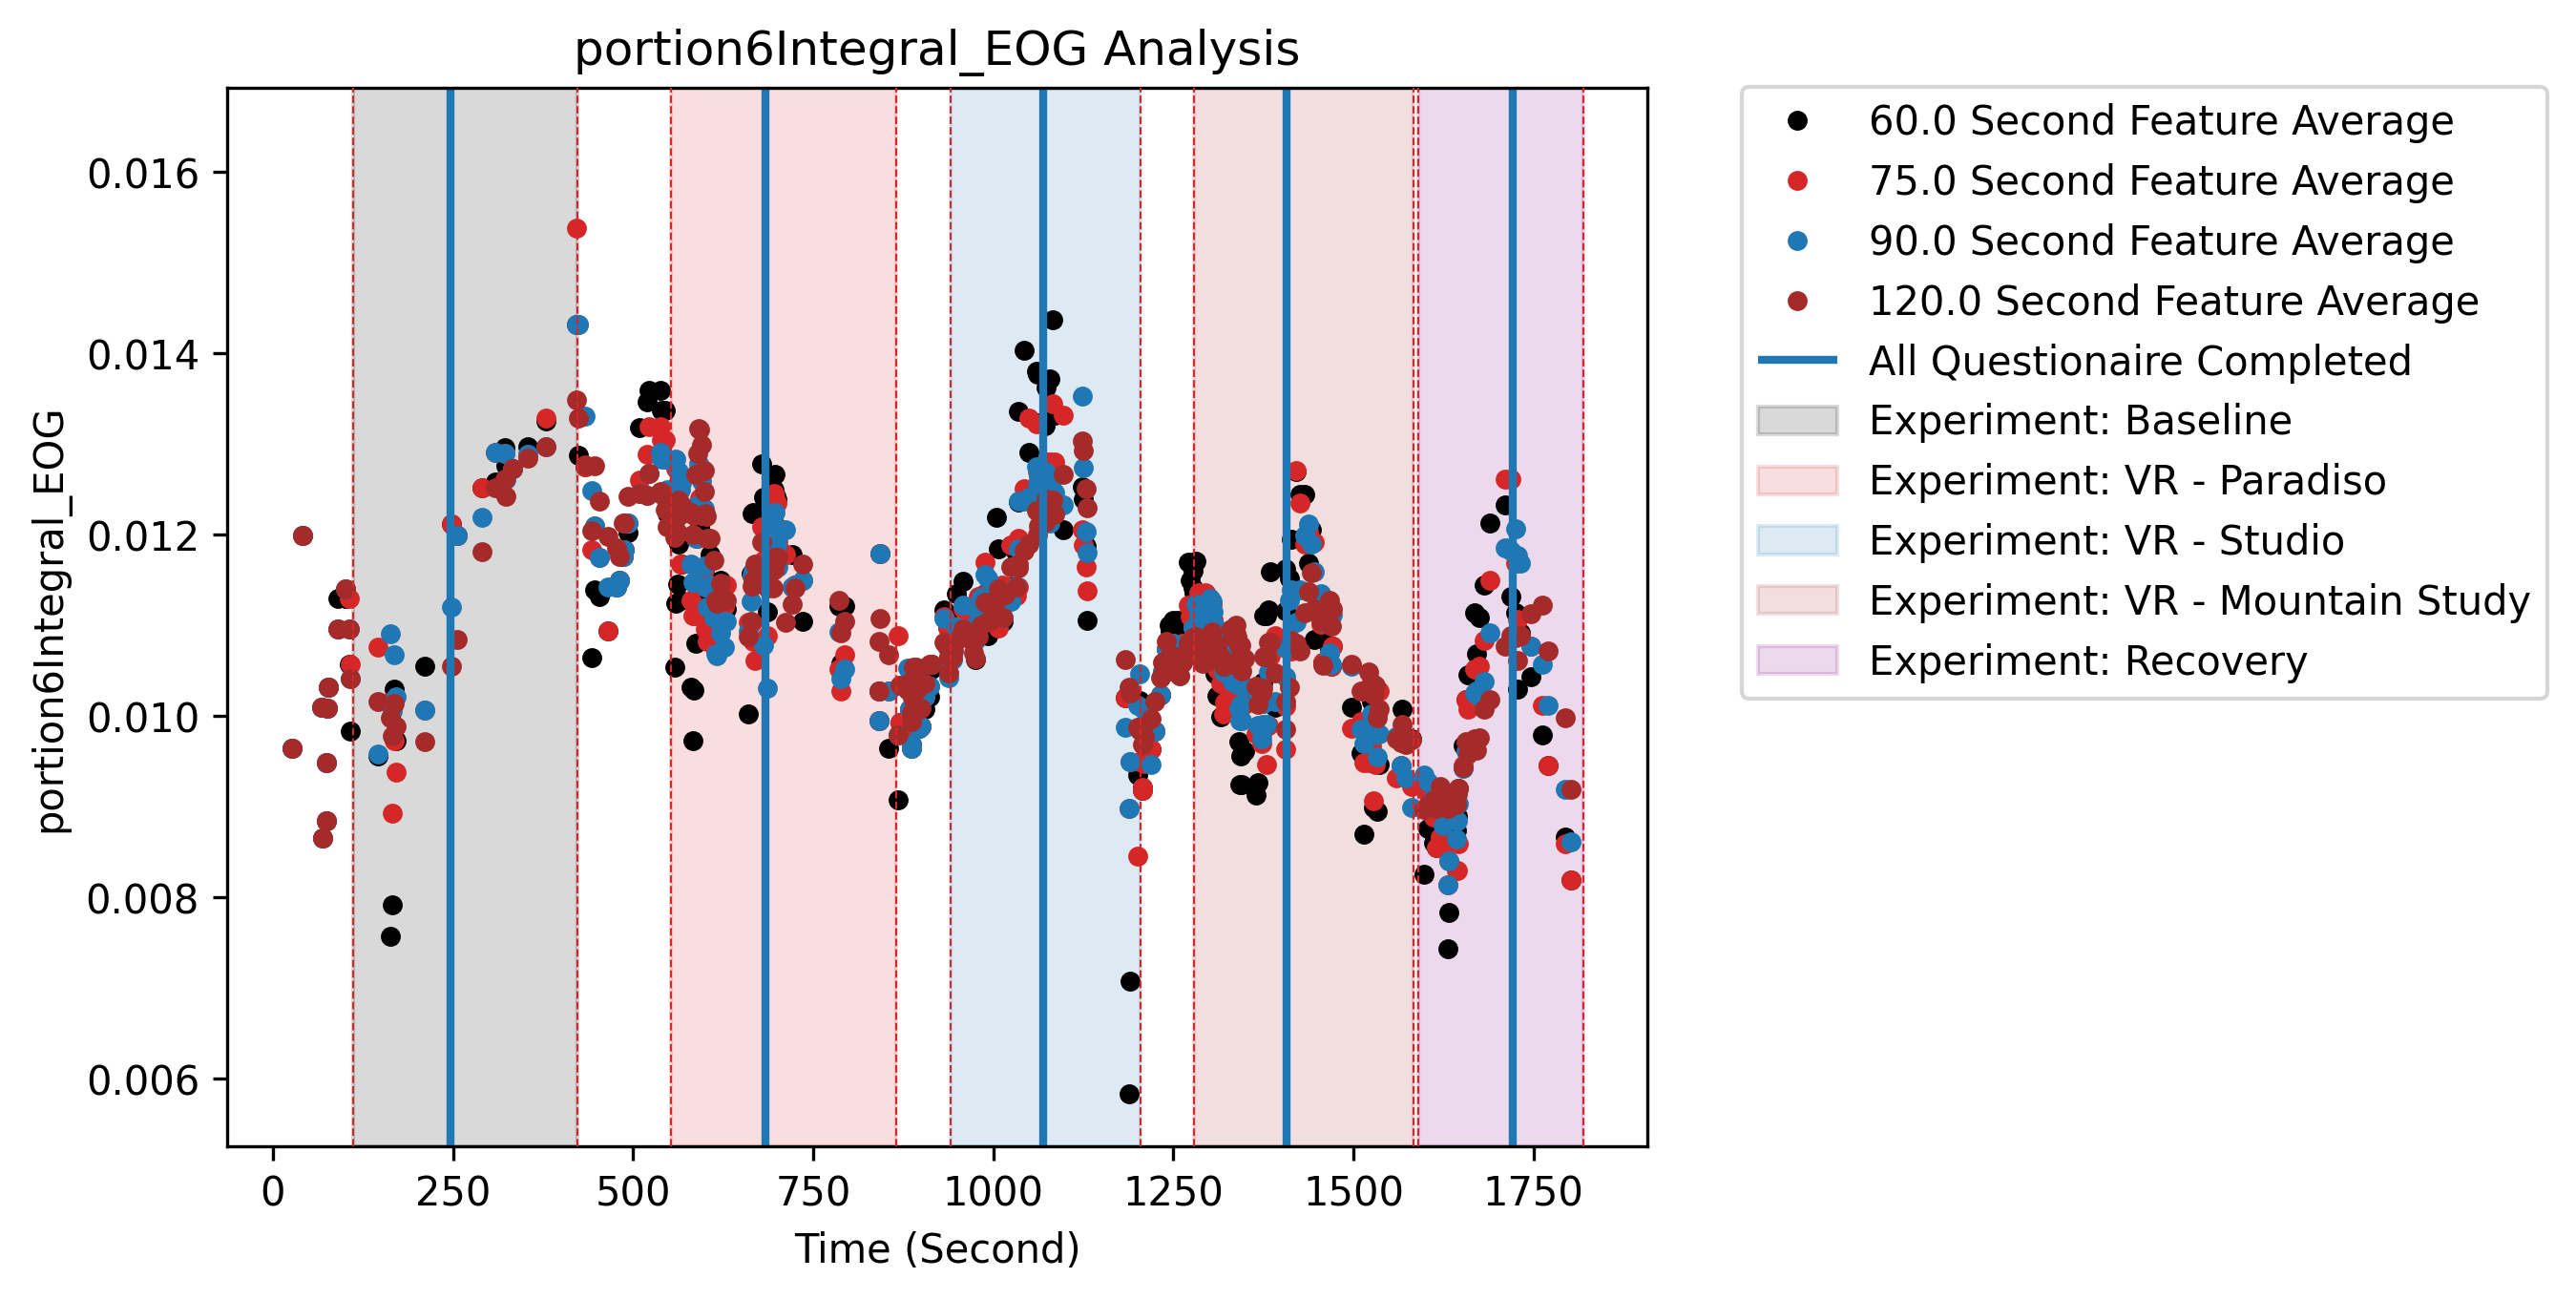 portion6Integral_EOG Analysis
0.016
0.014
0.012
0.010
0.008
0.006
portion6Integral_EOG
0
250
500
750
1000
1250
1500
1750
Time (Second)
60.0 Second Feature Average
75.0 Second Feature Average
90.0 Second Feature Average
120.0 Second Feature Average
All Questionaire Completed
Experiment: Baseline
Experiment: VR - Paradiso
Experiment: VR - Studio
Experiment: VR - Mountain Study
Experiment: Recovery